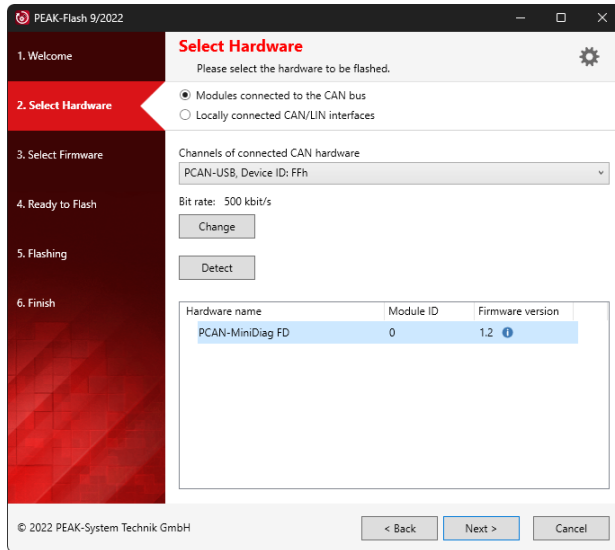 PEAK-Flash 9/2022
1. Welcome
2. Select Hardware
3. Select Firmware
4. Ready to Flash
5. Flashing
6. Finish
Select Hardware
Please select the hardware to be flashed.
Modules connected to the CAN bus
Locally connected CAN/LIN interfaces
Channels of connected CAN hardware
PCAN-USB, Device ID: FFh
Bit rate: 500 kbit/s
Change
Detect
Hardware name Module ID Firmware version
PCAN-MiniDiag FD 0 1.2
© 2022 PEAK-System Technik GmbH
< Back Next > Cancel